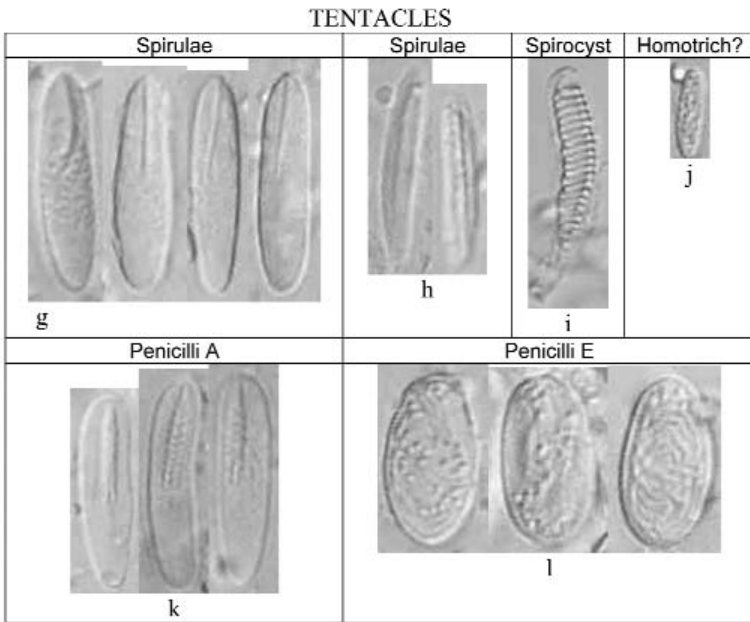 TENTACLES
Spirulae Spirulae Spirocyst Homotrich?
g h i j
Penicilli A Penicilli E
k l